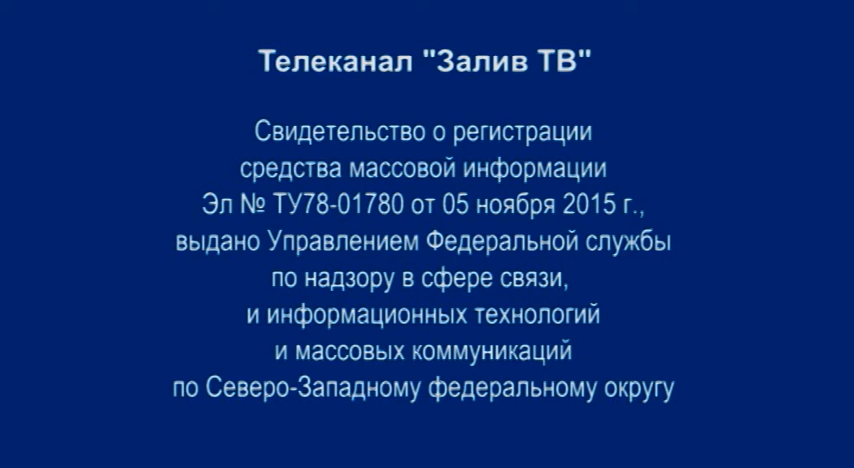 Телеканал "Залив ТВ"
Свидетельство о регистрации
средства массовой информации
Эл № ТУ78-01780 от 05 ноября 2015 г.,
выдано Управлением Федеральной службы
по надзору в сфере связи,
и информационных технологий
и массовых коммуникаций
по Северо-Западному федеральному округу